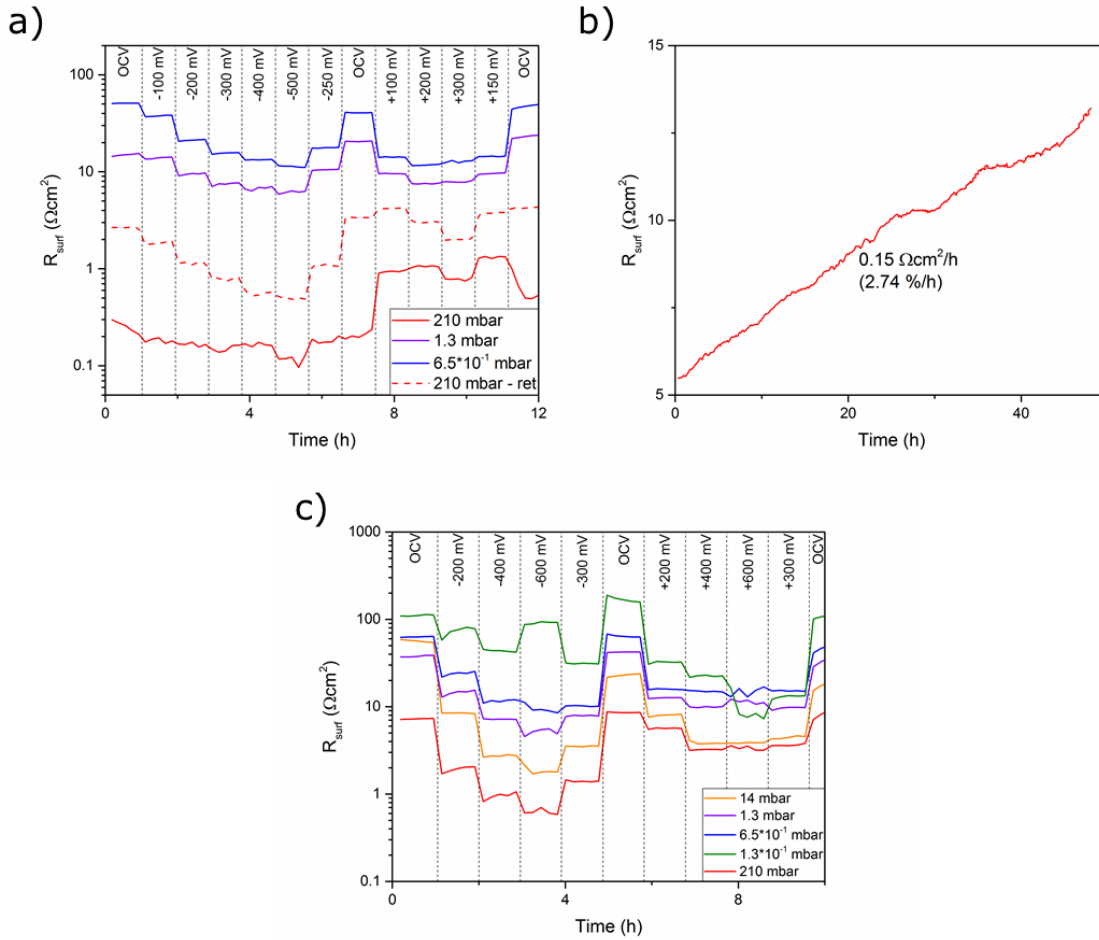 a)
OCV
-100 mV
-200 mV
-300 mV
-400 mV
-500 mV
-250 mV
OCV
+100 mV
+200 mV
+300 mV
+150 mV
OCV
100
10
1
0.1
R_surf (Ωcm²)
210 mbar
1.3 mbar
6.5*10⁻¹ mbar
210 mbar - ret
0
4
8
12
Time (h)
b)
15
10
5
R_surf (Ωcm²)
0.15 Ωcm²/h
(2.74 %/h)
0
20
40
Time (h)
c)
OCV
-200 mV
-400 mV
-600 mV
-300 mV
OCV
+200 mV
+400 mV
+600 mV
+300 mV
OCV
1000
100
10
1
0.1
R_surf (Ωcm²)
14 mbar
1.3 mbar
6.5*10⁻¹ mbar
1.3*10⁻¹ mbar
210 mbar
0
4
8
Time (h)